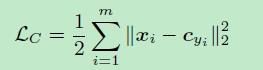 $\mathcal{L}_C = \frac{1}{2} \sum_{i=1}^{m} \| \boldsymbol{x}_i - \boldsymbol{c}_{y_i} \|_2^2$